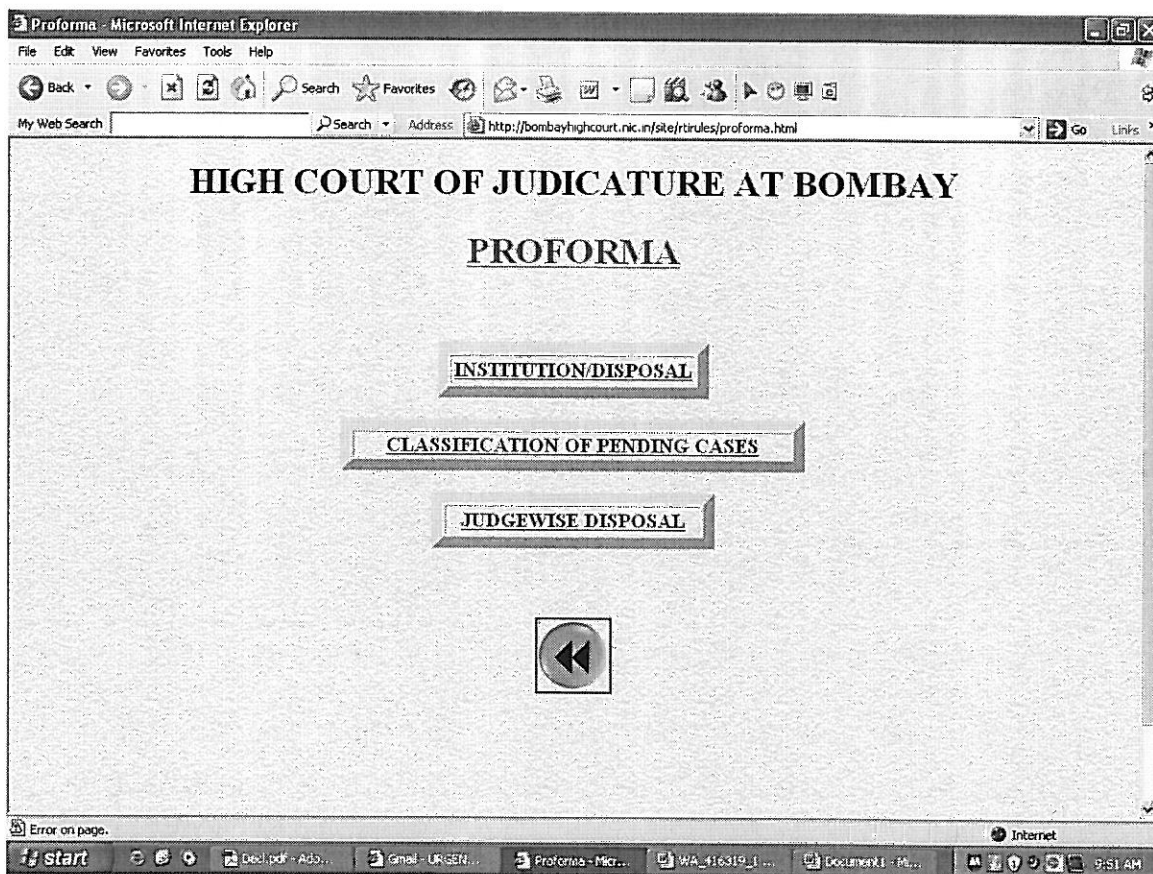 Proforma - Microsoft Internet Explorer
File Edit View Favorites Tools Help
Back Search Favorites
My Web Search Search Address http://bombayhighcourt.nic.in/site/rtirules/proforma.html Go Links
HIGH COURT OF JUDICATURE AT BOMBAY
PROFORMA
INSTITUTION/DISPOSAL
CLASSIFICATION OF PENDING CASES
JUDGEWISE DISPOSAL
Error on page. Internet
start Decl.pdf - Ado... Gmail - URGEN... Proforma - Micr... WA_416319_1 ... Document1 - M... 9:51 AM